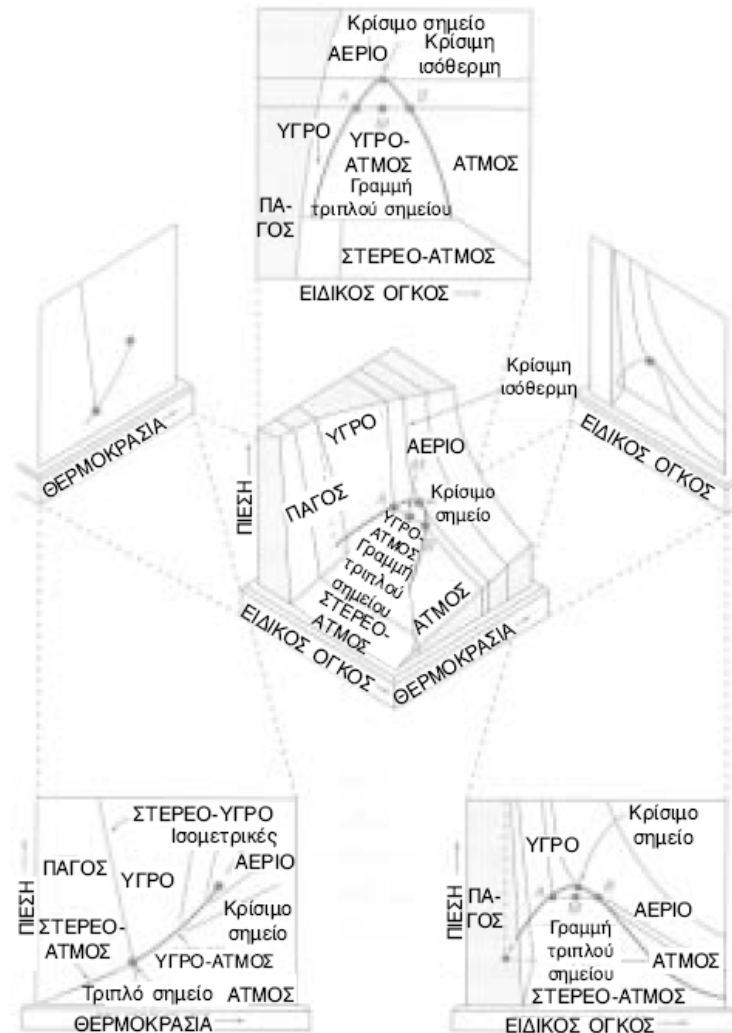 Κρίσιμο σημείο
ΑΕΡΙΟ
Κρίσιμη
ισόθερμη
A
B
M
ΥΓΡΟ
ΥΓΡΟ-
ΑΤΜΟΣ
ΑΤΜΟΣ
Γραμμή
τριπλού σημείου
ΠΑ-
ΓΟΣ
ΣΤΕΡΕΟ-ΑΤΜΟΣ
ΕΙΔΙΚΟΣ ΟΓΚΟΣ
ΘΕΡΜΟΚΡΑΣΙΑ
Κρίσιμη
ισόθερμη
ΕΙΔΙΚΟΣ ΟΓΚΟΣ
ΠΙΕΣΗ
ΥΓΡΟ
ΑΕΡΙΟ
ΠΑΓΟΣ
Κρίσιμο
σημείο
A
ΥΓΡΟ-
ΑΤΜΟΣ
Γραμμή
τριπλού
σημείου
ΣΤΕΡΕΟ-
ΑΤΜΟΣ
ΑΤΜΟΣ
ΕΙΔΙΚΟΣ ΟΓΚΟΣ
ΘΕΡΜΟΚΡΑΣΙΑ
ΠΙΕΣΗ
ΣΤΕΡΕΟ-ΥΓΡΟ
Ισομετρικές
ΠΑΓΟΣ
ΥΓΡΟ
ΑΕΡΙΟ
Κρίσιμο
σημείο
ΣΤΕΡΕΟ-
ΑΤΜΟΣ
ΥΓΡΟ-ΑΤΜΟΣ
Τριπλό σημείο
ΑΤΜΟΣ
ΘΕΡΜΟΚΡΑΣΙΑ
ΠΙΕΣΗ
Κρίσιμο
σημείο
ΥΓΡΟ
A
M
B
ΠΑ-
ΓΟΣ
ΑΕΡΙΟ
Γραμμή
τριπλού
σημείου
ΑΤΜΟΣ
ΣΤΕΡΕΟ-ΑΤΜΟΣ
ΕΙΔΙΚΟΣ ΟΓΚΟΣ